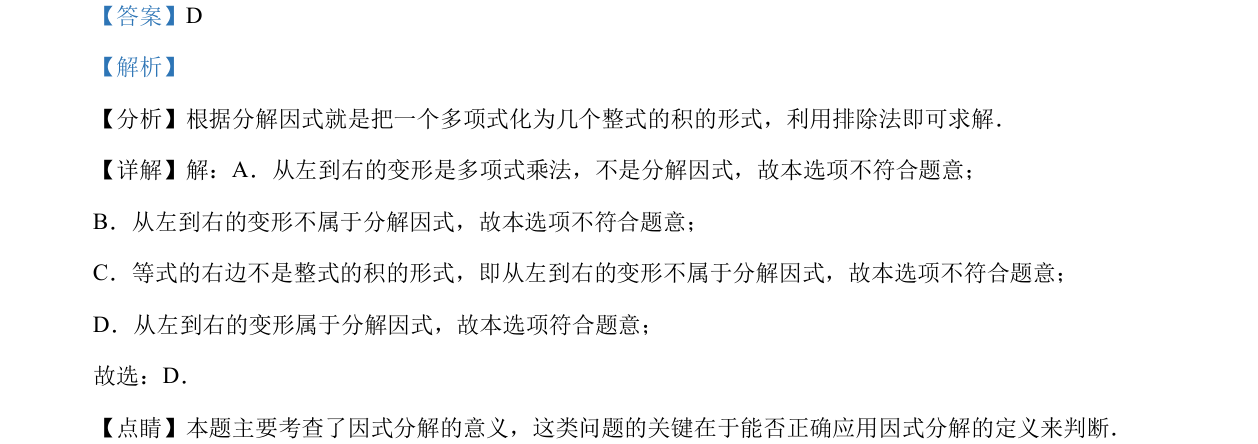 【答案】D
【解析】
【分析】根据分解因式就是把一个多项式化为几个整式的积的形式，利用排除法即可求解．
【详解】解：A．从左到右的变形是多项式乘法，不是分解因式，故本选项不符合题意；
B．从左到右的变形不属于分解因式，故本选项不符合题意；
C．等式的右边不是整式的积的形式，即从左到右的变形不属于分解因式，故本选项不符合题意；
D．从左到右的变形属于分解因式，故本选项符合题意；
故选：D．
【点睛】本题主要考查了因式分解的意义，这类问题的关键在于能否正确应用因式分解的定义来判断．